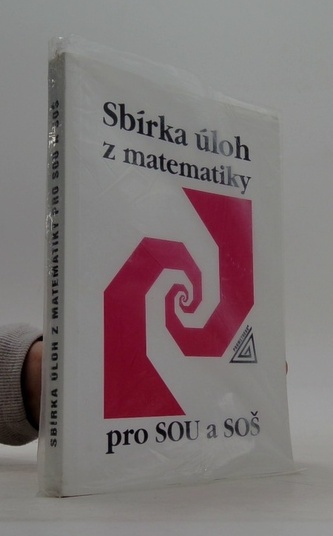 Sbírka úloh
z matematiky
pro SOU a SOŠ
SBÍRKA ÚLOH Z MATEMATIKY PRO SOU A SOŠ